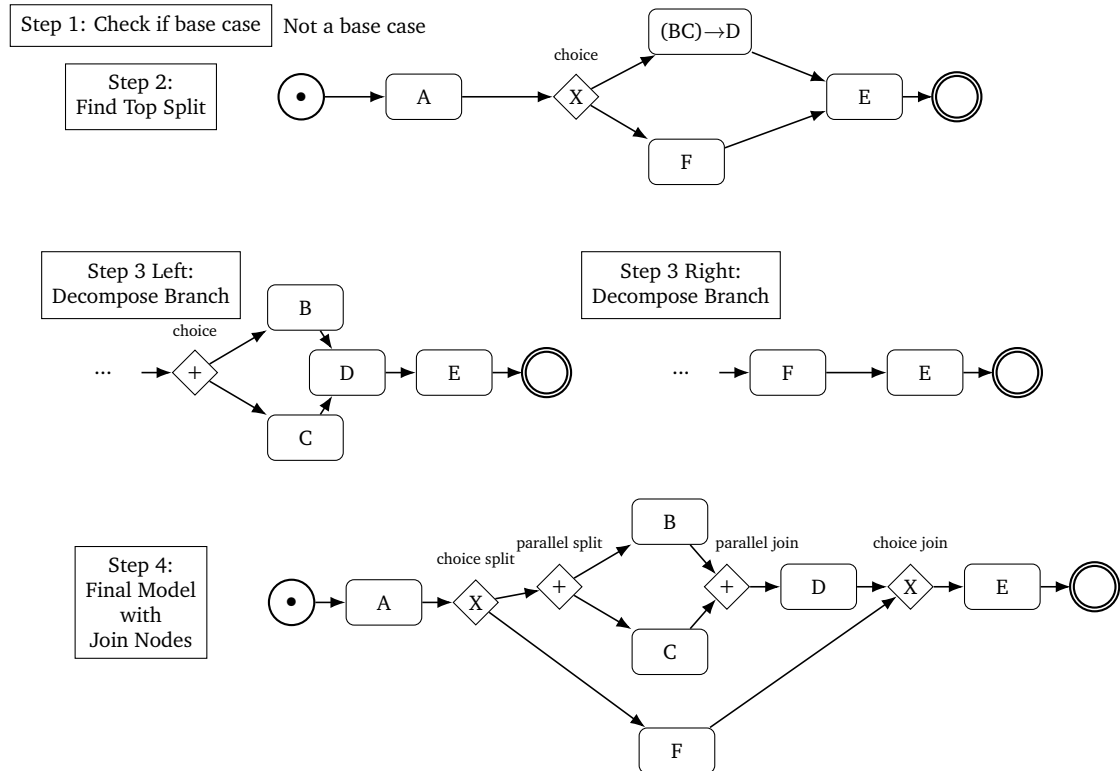 Step 1: Check if base case Not a base case
Step 2:
Find Top Split
choice
(BC)→D
A
X
E
F
Step 3 Left:
Decompose Branch
choice
B
...
+
D
E
C
Step 3 Right:
Decompose Branch
...
F
E
Step 4:
Final Model
with
Join Nodes
A
choice split
X
parallel split
+
B
C
parallel join
+
D
choice join
X
E
F